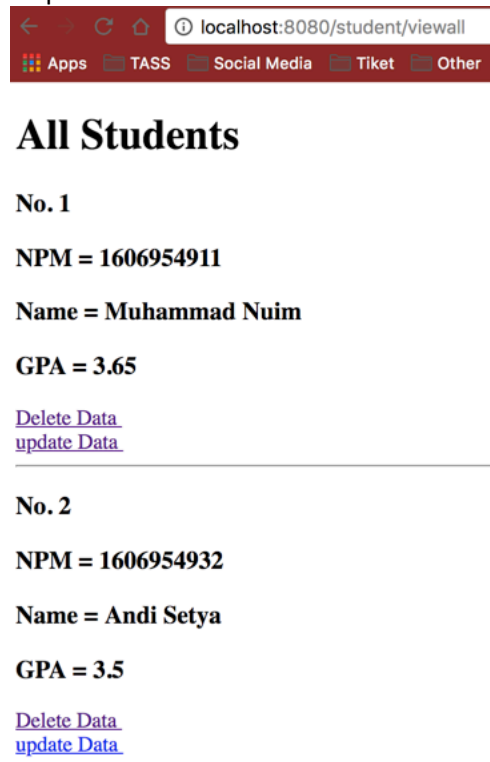 localhost:8080/student/viewall
Apps TASS Social Media Tiket Other
All Students
No. 1
NPM = 1606954911
Name = Muhammad Nuim
GPA = 3.65
Delete Data
update Data
No. 2
NPM = 1606954932
Name = Andi Setya
GPA = 3.5
Delete Data
update Data